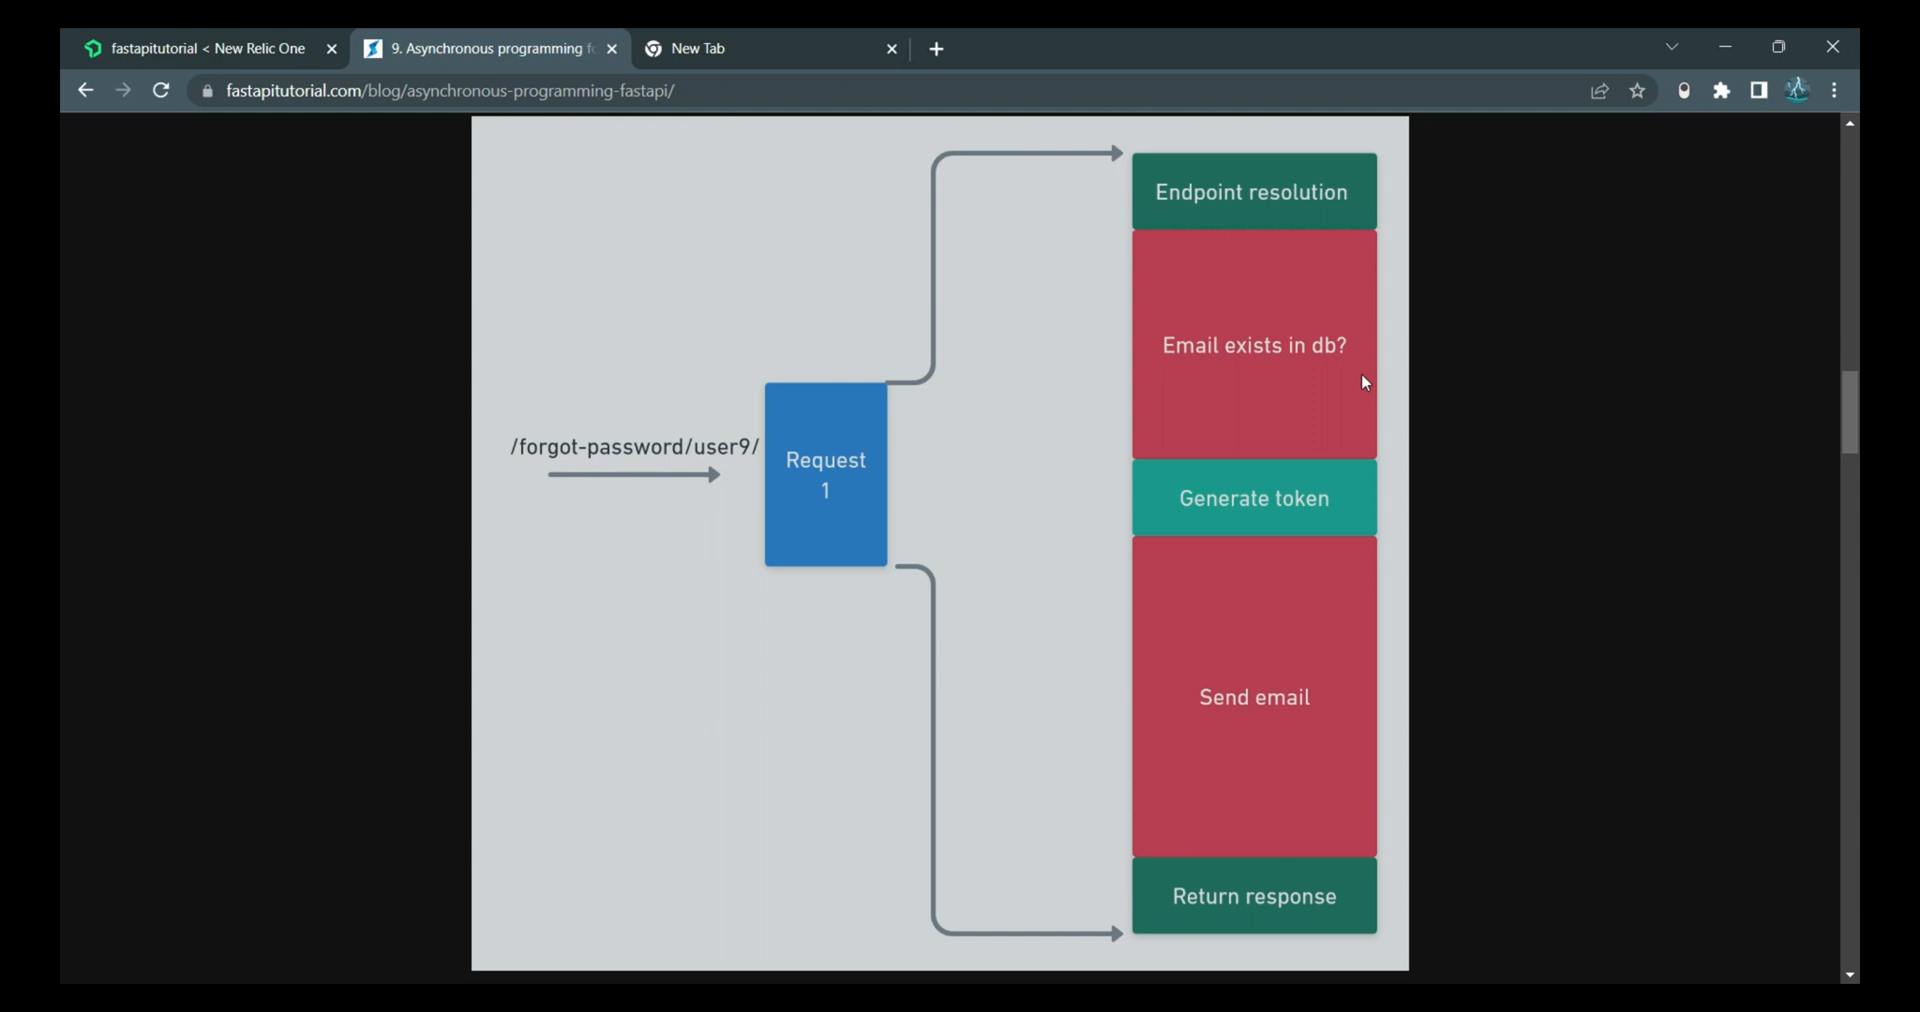 fastapitutorial < New Relic One
9. Asynchronous programming f
New Tab
fastapitutorial.com/blog/asynchronous-programming-fastapi/
Endpoint resolution
Email exists in db?
/forgot-password/user9/
Request
1
Generate token
Send email
Return response